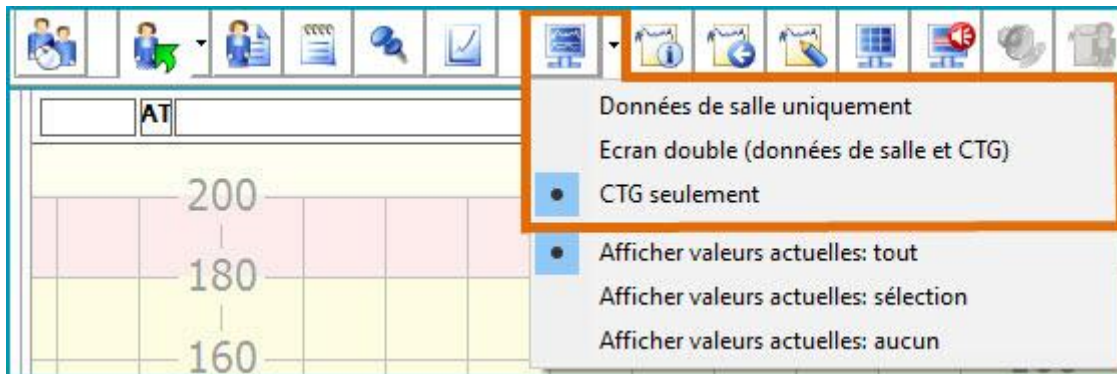 AT
Données de salle uniquement
Ecran double (données de salle et CTG)
CTG seulement
Afficher valeurs actuelles: tout
Afficher valeurs actuelles: sélection
Afficher valeurs actuelles: aucun
200
180
160